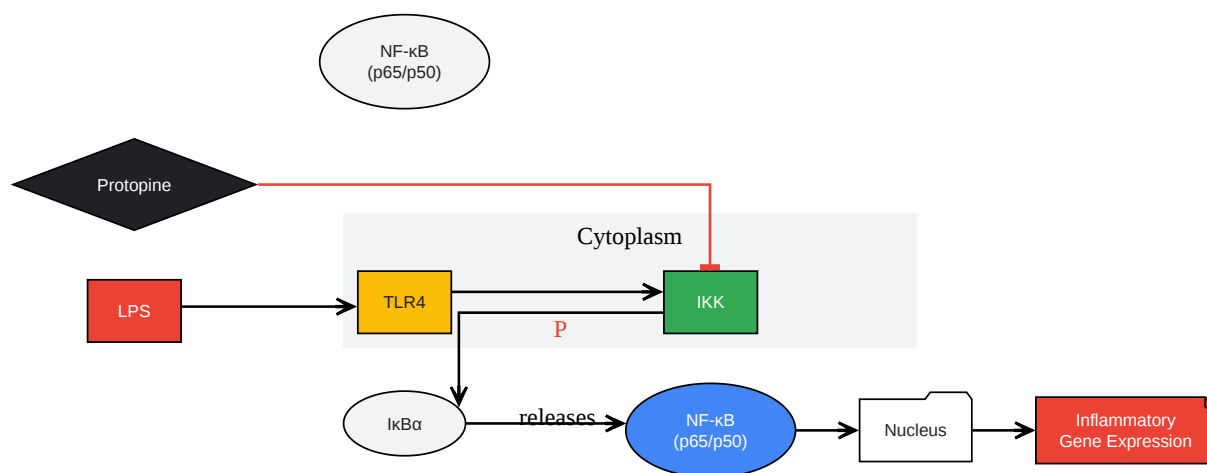 NF-κB
(p65/p50)
Protopine
Cytoplasm
LPS
TLR4
IKK
P
IκBα
releases
NF-κB
(p65/p50)
Nucleus
Inflammatory
Gene Expression